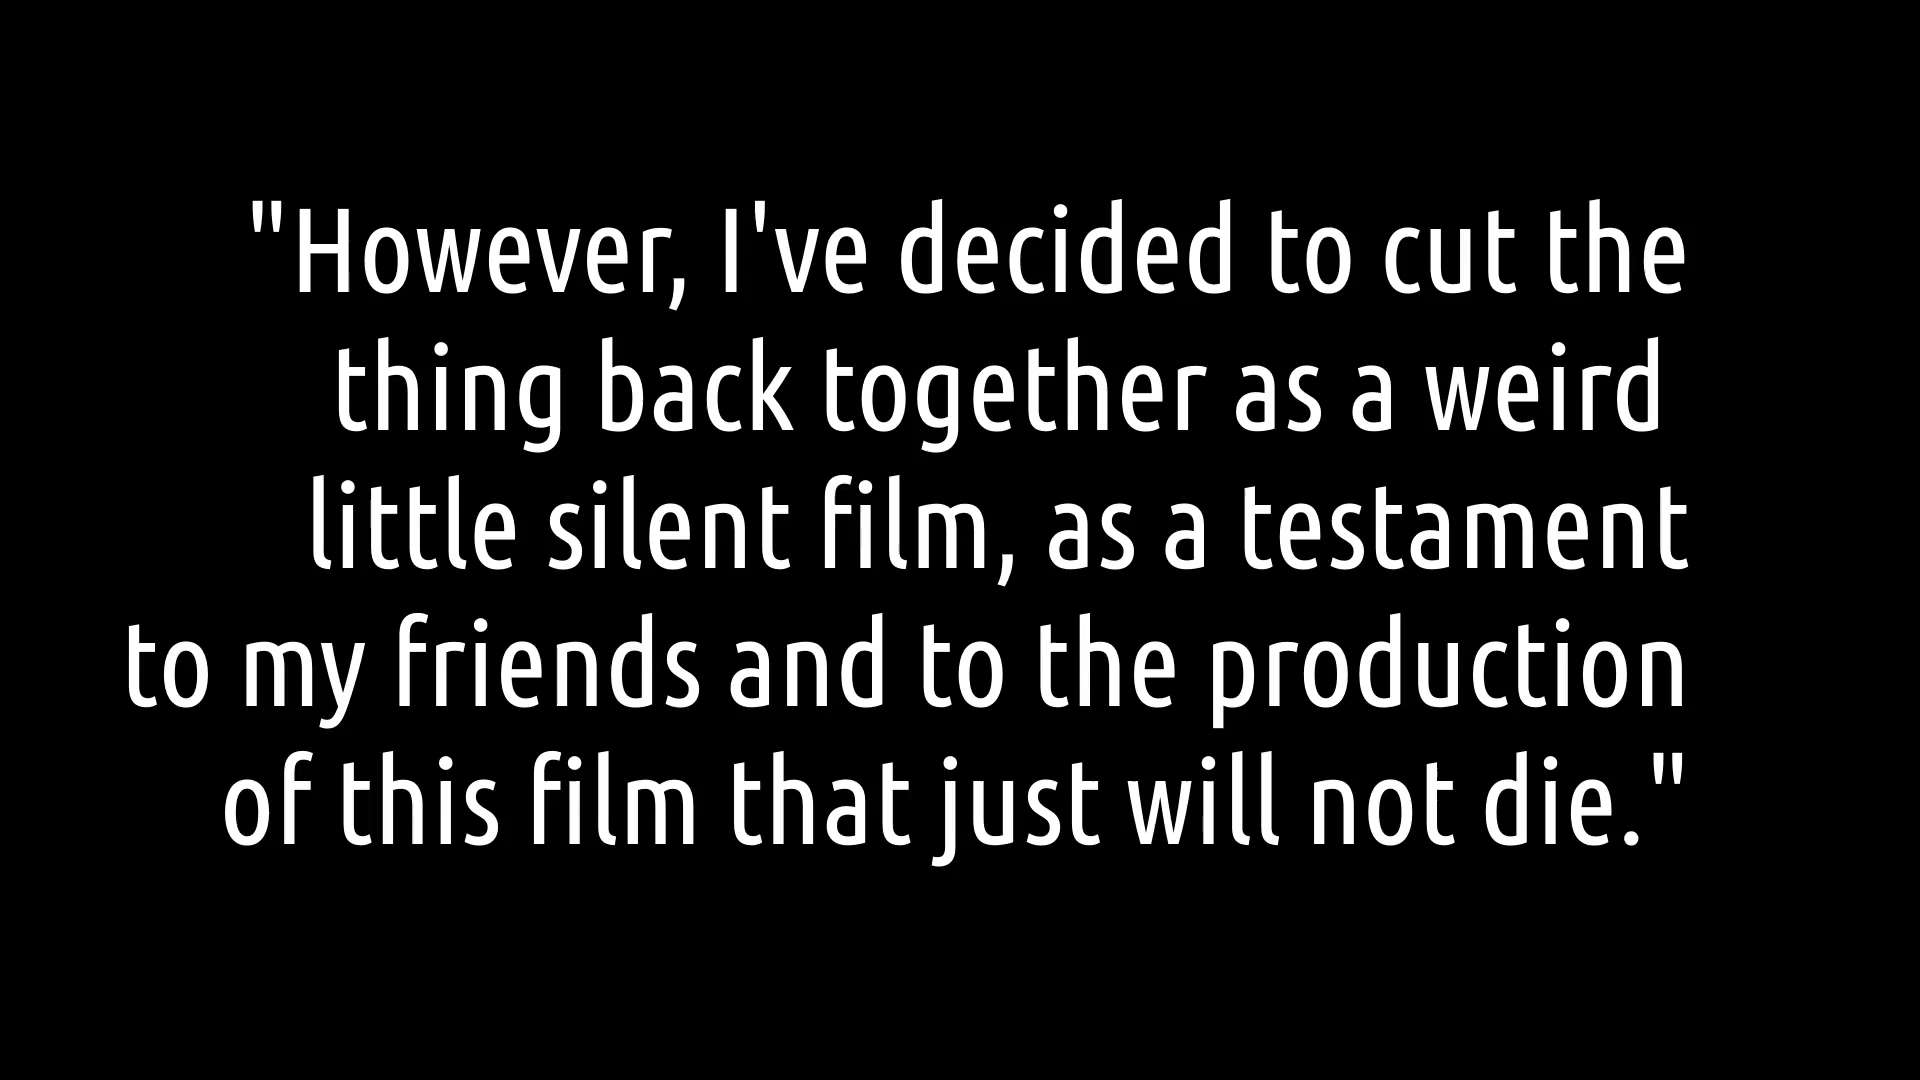 "However, I've decided to cut the
thing back together as a weird
little silent film, as a testament
to my friends and to the production
of this film that just will not die."